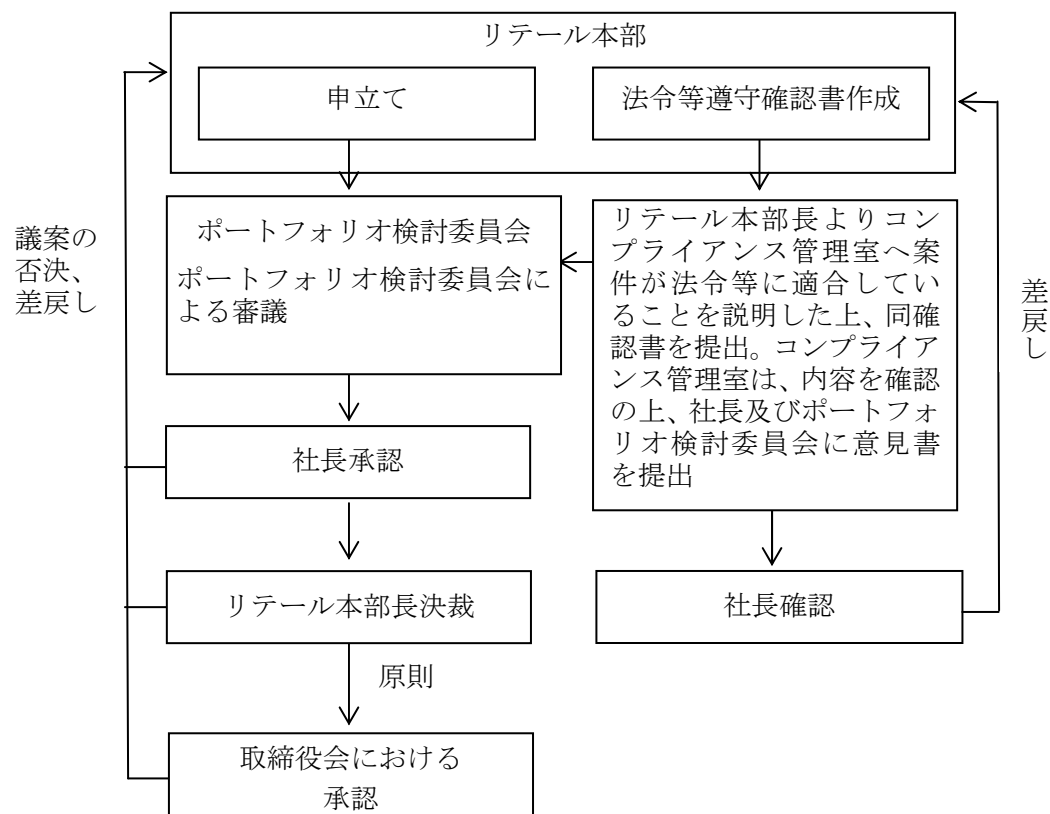 リテール本部
申立て
法令等遵守確認書作成
議案の
否決、
差戻し
ポートフォリオ検討委員会
ポートフォリオ検討委員会に
よる審議
リテール本部長よりコン
プライアンス管理室へ案
件が法令等に適合してい
ることを説明した上、同確
認書を提出。コンプライア
ンス管理室は、内容を確認
の上、社長及びポートフォ
リオ検討委員会に意見書
を提出
差戻し
社長承認
リテール本部長決裁
社長確認
原則
取締役会における
承認